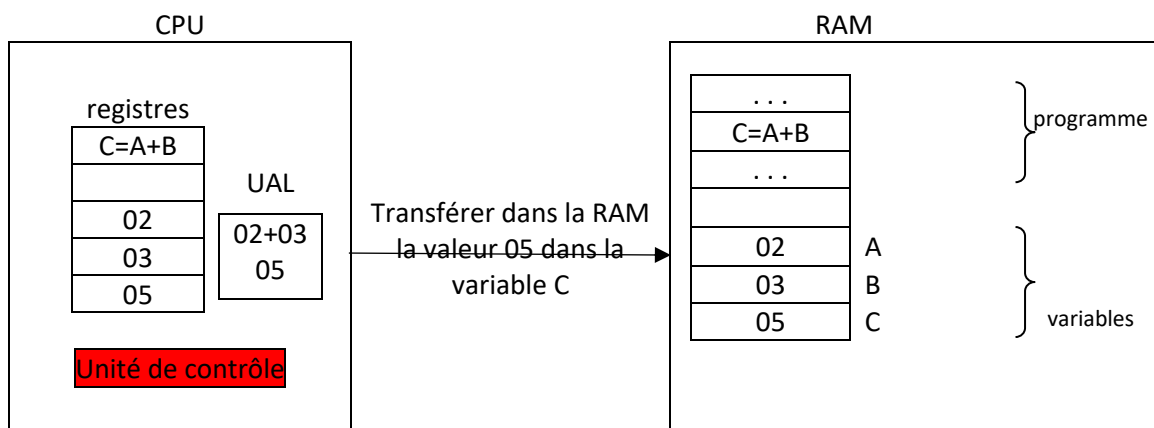 CPU
registres
C=A+B
02
03
05
UAL
02+03
05
Unité de contrôle
Transférer dans la RAM
la valeur 05 dans la
variable C
RAM
. . .
C=A+B
. . .
02 A
03 B
05 C
programme
variables